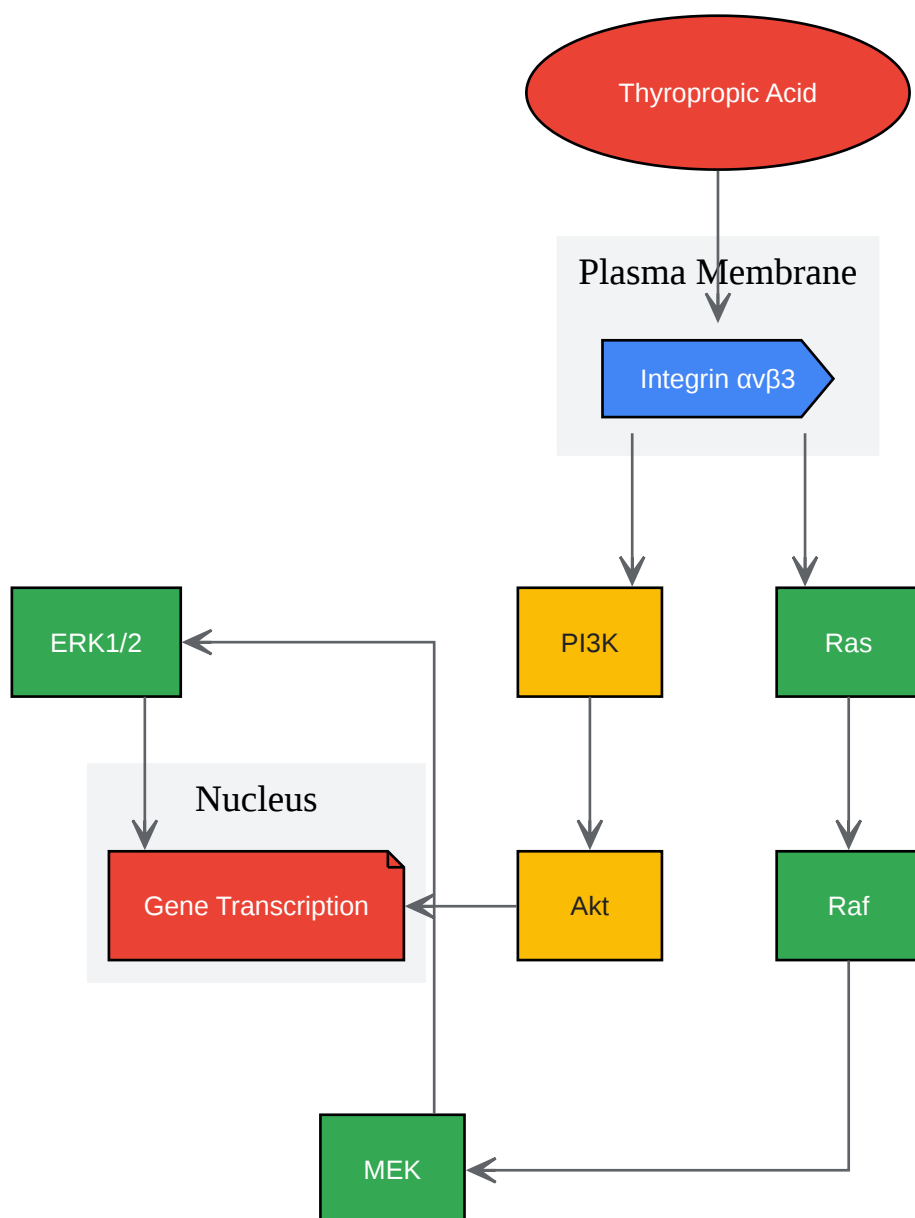 Thyropropic Acid
Plasma Membrane
Integrin αvβ3
ERK1/2
PI3K
Ras
Nucleus
Gene Transcription
Akt
Raf
MEK